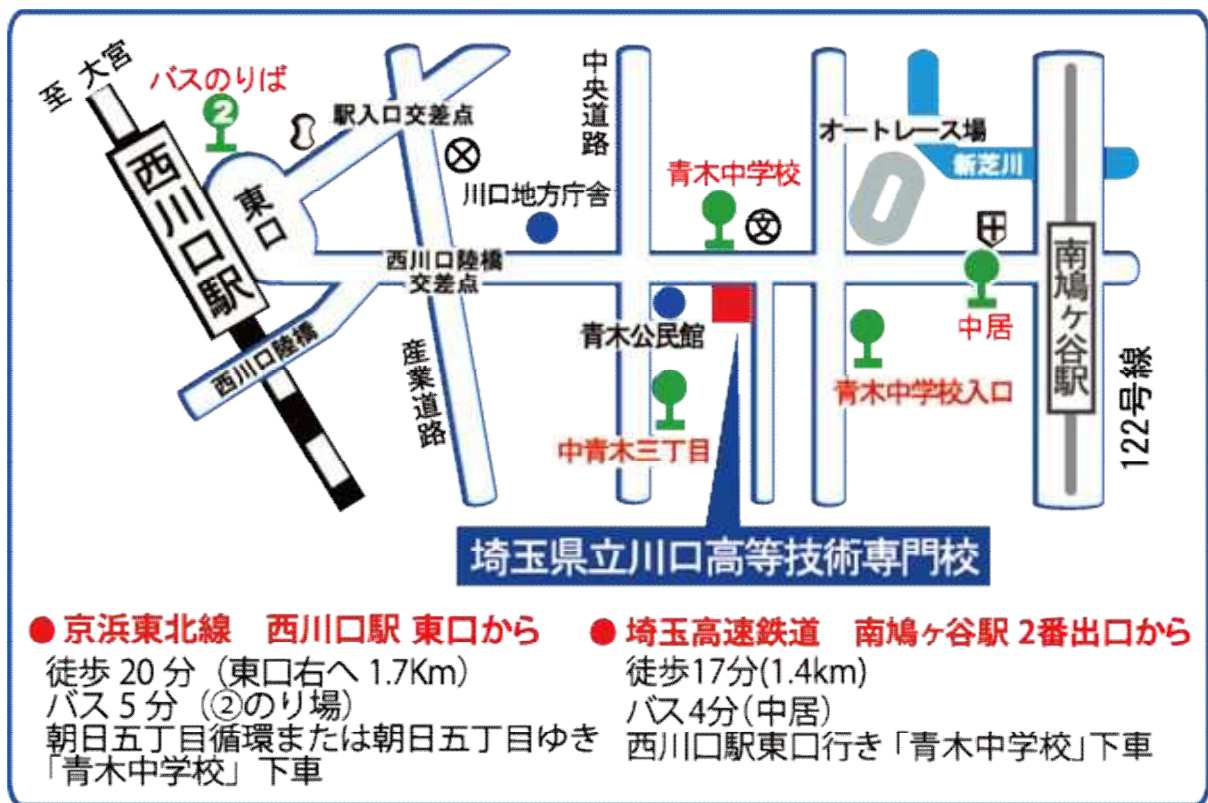 至 大宮
バスのりば
2
西川口駅
東口
駅入口交差点
川口地方庁舎
西川口陸橋
交差点
西川口陸橋
産業道路
中央道路
青木中学校
文
オートレース場
新芝川
青木公民館
中青木三丁目
青木中学校入口
中居
南鳩ヶ谷駅
122号線
埼玉県立川口高等技術専門校
● 京浜東北線 西川口駅 東口から
徒歩 20 分（東口右へ 1.7Km）
バス 5 分（②のり場）
朝日五丁目循環または朝日五丁目ゆき
「青木中学校」下車
● 埼玉高速鉄道 南鳩ヶ谷駅 2番出口から
徒歩17分(1.4km)
バス4分(中居)
西川口駅東口行き「青木中学校」下車